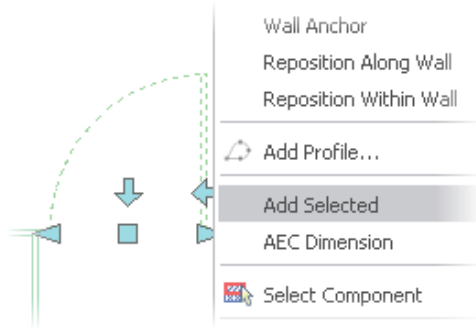 Wall Anchor
Reposition Along Wall
Reposition Within Wall
Add Profile...
Add Selected
AEC Dimension
Select Component